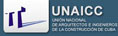 UNAICC
UNIÓN NACIONAL
DE ARQUITECTOS E INGENIEROS
DE LA CONSTRUCCIÓN DE CUBA